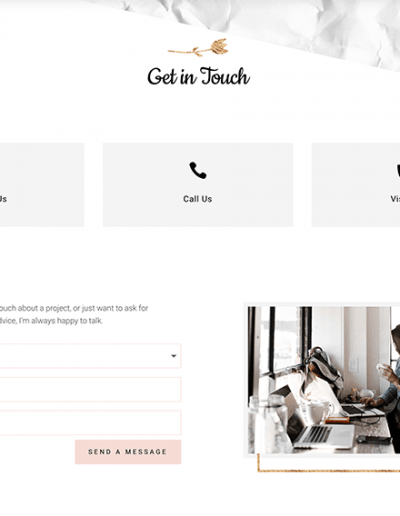 Get in Touch
Us
Call Us
Vis
ouch about a project, or just want to ask for
dvice, I'm always happy to talk.
SEND A MESSAGE